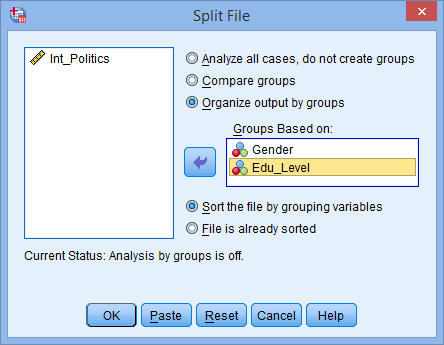 Split File
Int_Politics
Analyze all cases, do not create groups
Compare groups
Organize output by groups
Groups Based on:
Gender
Edu_Level
Sort the file by grouping variables
File is already sorted
Current Status: Analysis by groups is off.
OK
Paste
Reset
Cancel
Help